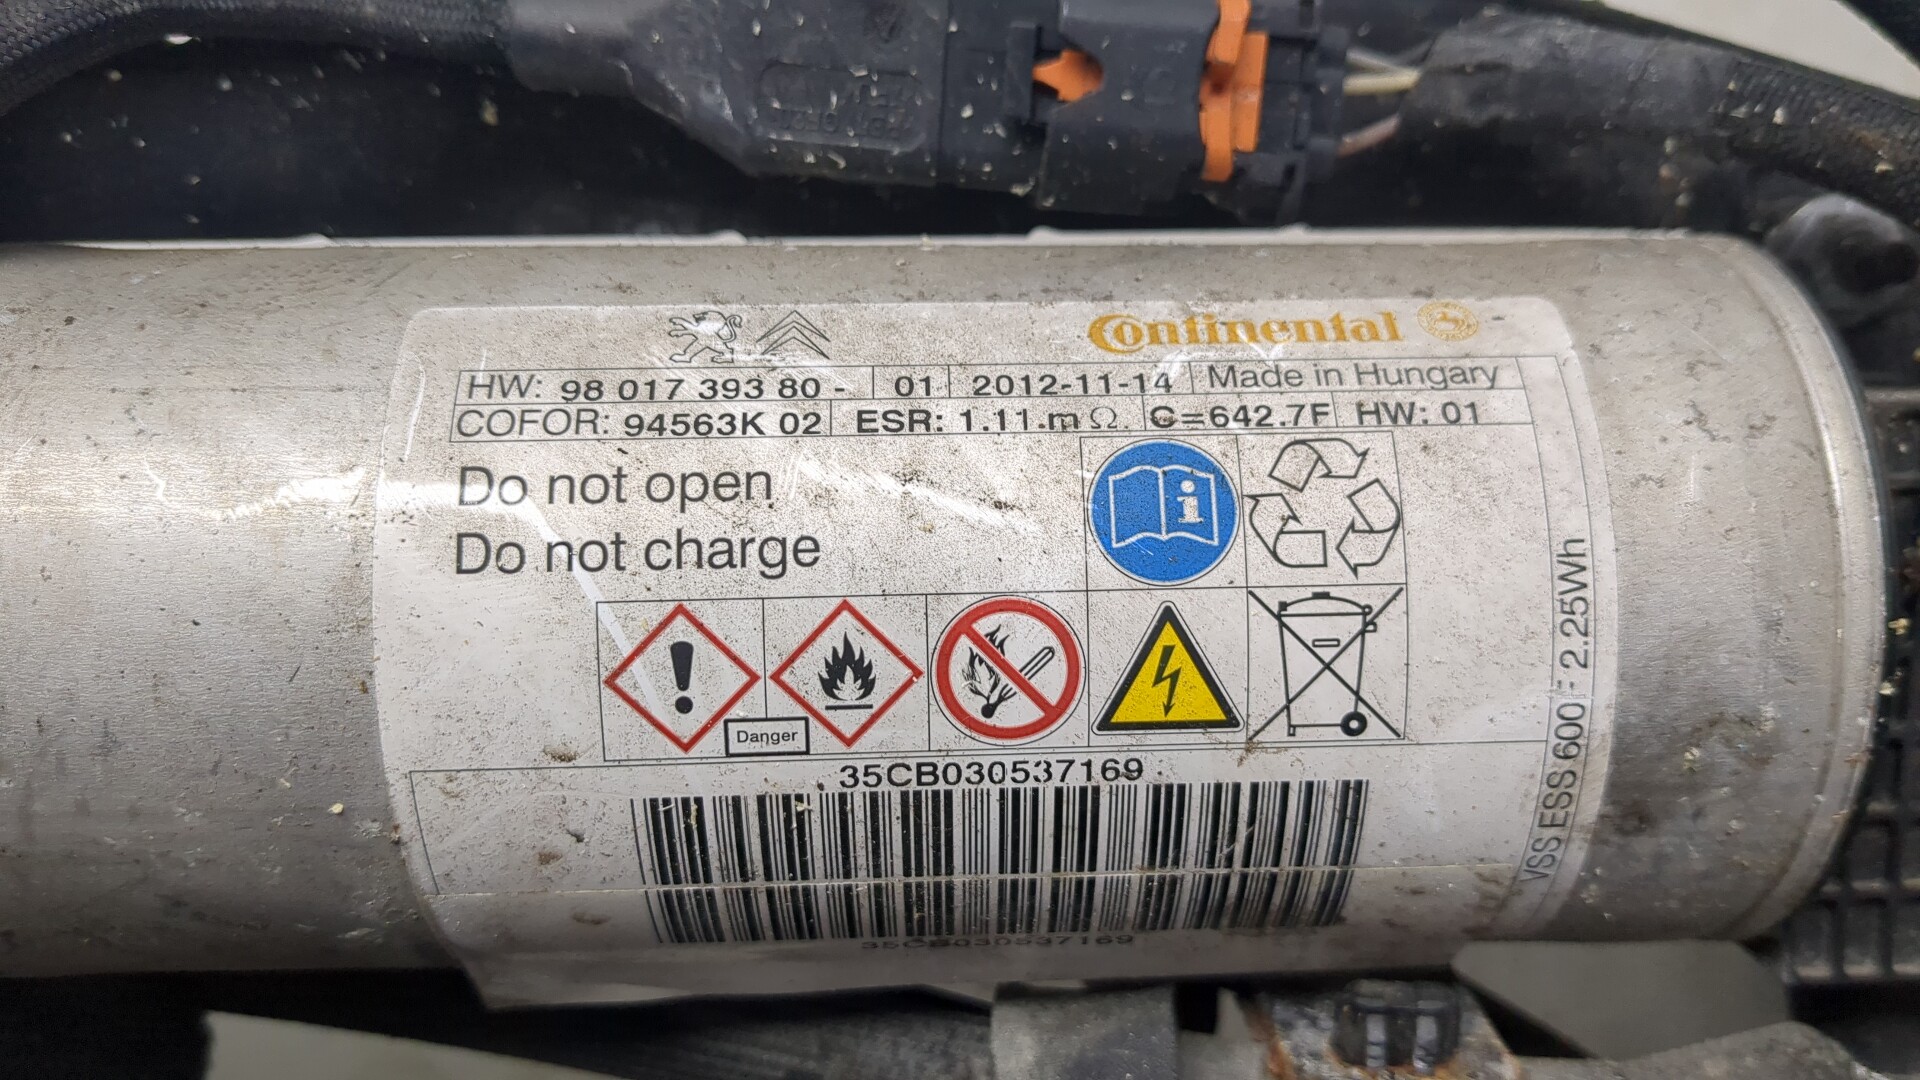 Continental
HW: 98 017 393 80 - 01 2012-11-14 Made in Hungary
COFOR: 94563K 02 ESR: 1.11.mΩ. C=642.7F HW: 01
Do not open
Do not charge
Danger
35CB030537169
35CB030537169
VSS ESS 600F 2.25Wh